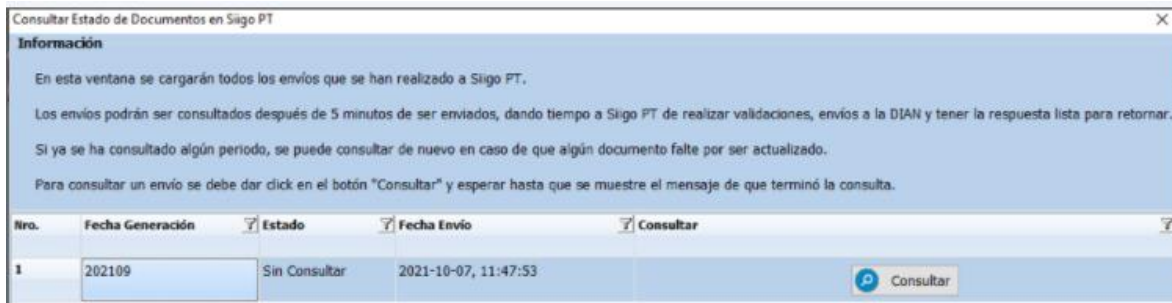 Consultar Estado de Documentos en Siigo PT
Información
En esta ventana se cargarán todos los envíos que se han realizado a Siigo PT.
Los envíos podrán ser consultados después de 5 minutos de ser enviados, dando tiempo a Siigo PT de realizar validaciones, envíos a la DIAN y tener la respuesta lista para retornar.
Si ya se ha consultado algún periodo, se puede consultar de nuevo en caso de que algún documento falte por ser actualizado.
Para consultar un envío se debe dar click en el botón "Consultar" y esperar hasta que se muestre el mensaje de que terminó la consulta.
Nro. Fecha Generación Estado Fecha Envío Consultar
1 202109 Sin Consultar 2021-10-07, 11:47:53 Consultar